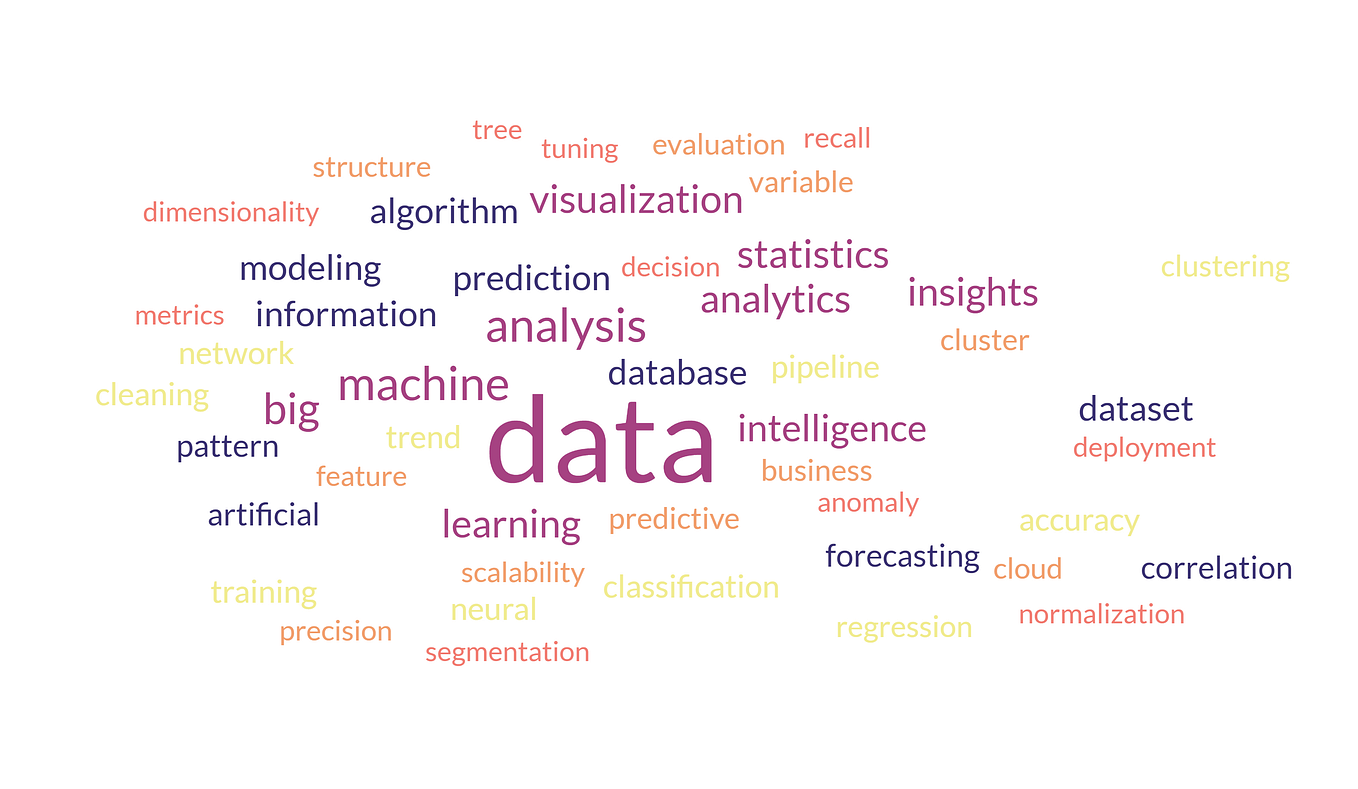 tree
tuning
evaluation
recall
structure
variable
dimensionality
algorithm
visualization
statistics
modeling
prediction
decision
clustering
analytics
insights
metrics
information
analysis
cluster
network
database
pipeline
cleaning
big
machine
dataset
pattern
trend
data
intelligence
deployment
feature
business
anomaly
artificial
learning
predictive
accuracy
forecasting
cloud
correlation
scalability
training
neural
classification
precision
regression
normalization
segmentation